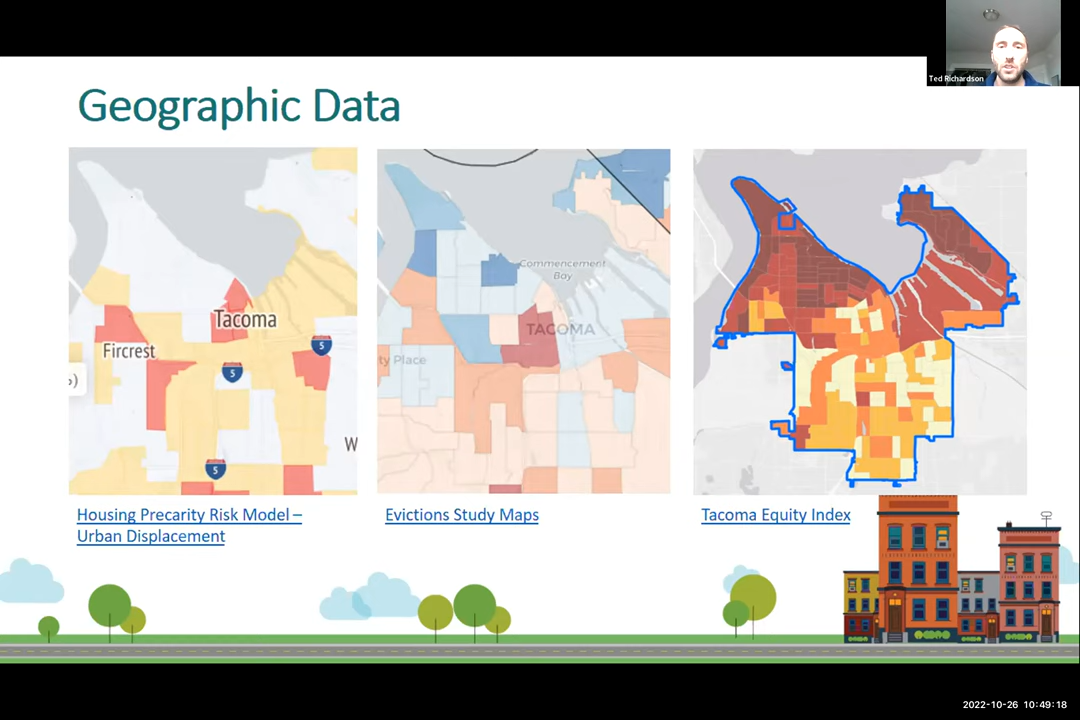 Ted Richardson
Geographic Data
Tacoma
Fircrest
5
5
5
5)
W
Commencement
Bay
TACOMA
ty Place
Housing Precarity Risk Model –
Urban Displacement
Evictions Study Maps
Tacoma Equity Index
2022-10-26 10:49:18